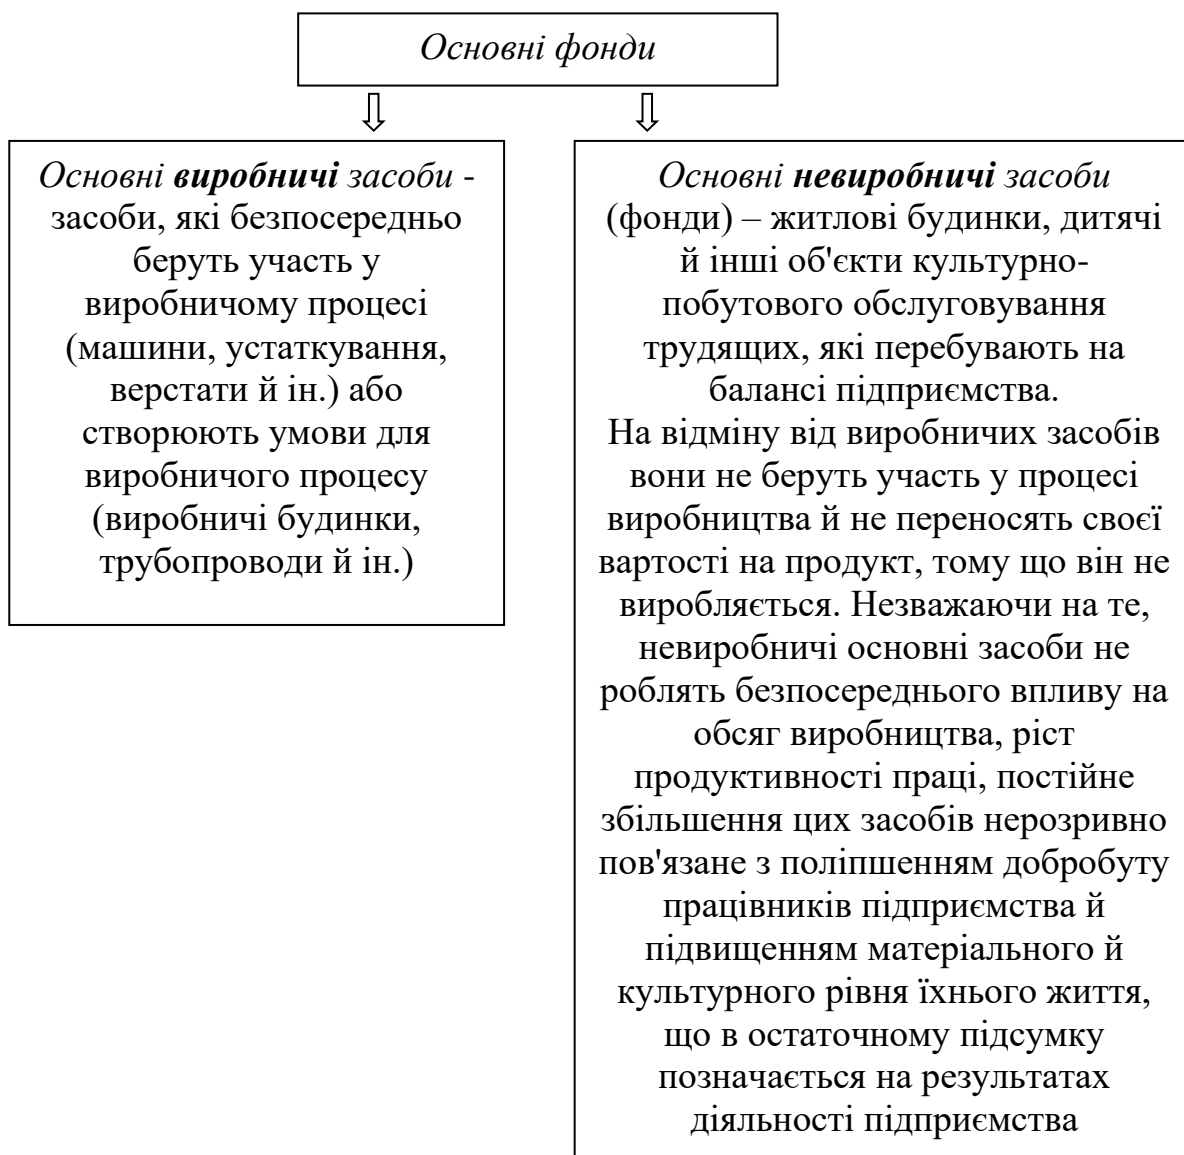 Основні фонди
Основні виробничі засоби -
засоби, які безпосередньо
беруть участь у
виробничому процесі
(машини, устаткування,
верстати й ін.) або
створюють умови для
виробничого процесу
(виробничі будинки,
трубопроводи й ін.)
Основні невиробничі засоби
(фонди) – житлові будинки, дитячі
й інші об'єкти культурно-
побутового обслуговування
трудящих, які перебувають на
балансі підприємства.
На відміну від виробничих засобів
вони не беруть участь у процесі
виробництва й не переносять своєї
вартості на продукт, тому що він не
виробляється. Незважаючи на те,
невиробничі основні засоби не
роблять безпосереднього впливу на
обсяг виробництва, ріст
продуктивності праці, постійне
збільшення цих засобів нерозривно
пов'язане з поліпшенням добробуту
працівників підприємства й
підвищенням матеріального й
культурного рівня їхнього життя,
що в остаточному підсумку
позначається на результатах
діяльності підприємства